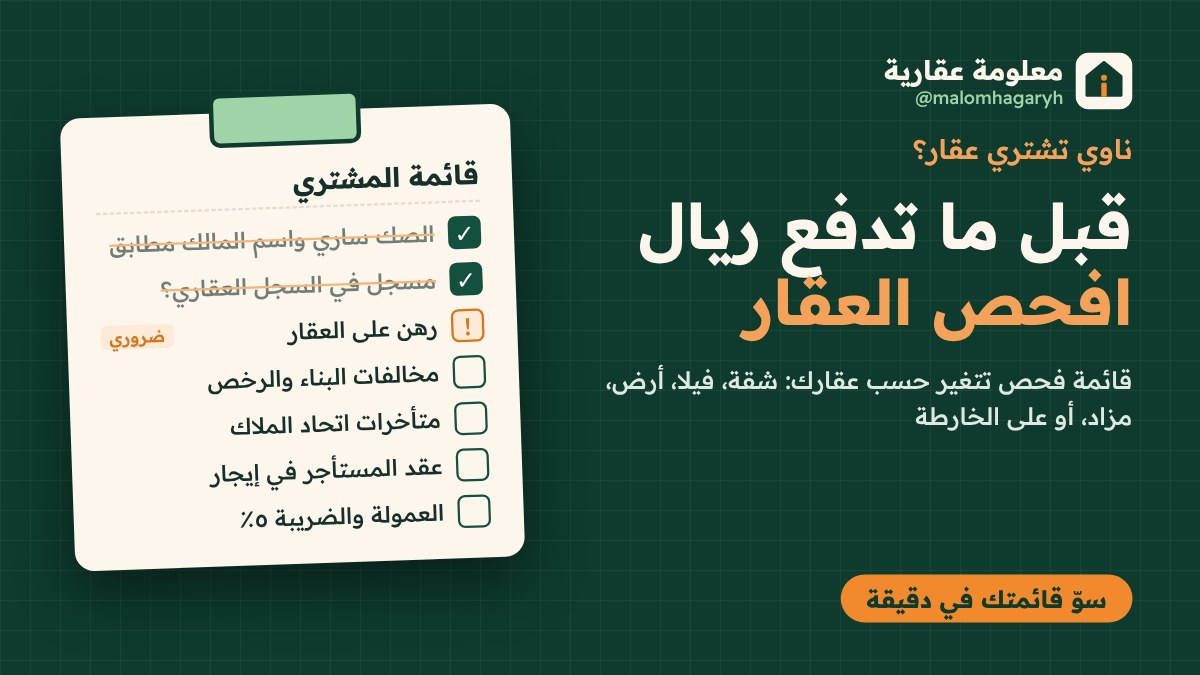 معلومة عقارية
@malomhagaryh
ناوي تشتري عقار؟
قبل ما تدفع ريال
افحص العقار
قائمة فحص تتغير حسب عقارك: شقة، فيلا، أرض،
مزاد، أو على الخارطة
سوّ قائمتك في دقيقة
قائمة المشتري
✓ الصك ساري واسم المالك مطابق
✓ مسجل في السجل العقاري؟
! رهن على العقار ضروري
مخالفات البناء والرخص
متأخرات اتحاد الملاك
عقد المستأجر في إيجار
العمولة والضريبة ٥٪